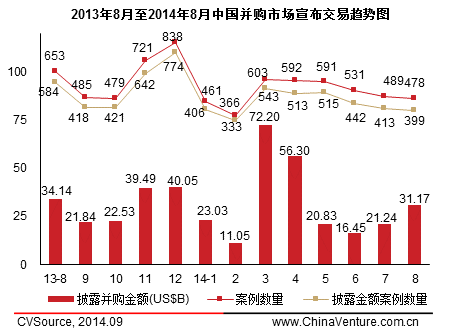 2013年8月至2014年8月中国并购市场宣布交易趋势图
653 485 479 721 838 461 366 603 592 591 531 489 478
584 418 421 642 774 406 333 543 513 515 442 413 399
100
75
50
25
0
34.14 21.84 22.53 39.49 40.05 23.03 11.05 72.20 56.30 20.83 16.45 21.24 31.17
13-8 9 10 11 12 14-1 2 3 4 5 6 7 8
披露并购金额(US$B) 案例数量 披露金额案例数量
CVSource, 2014.09 www.ChinaVenture.com.cn